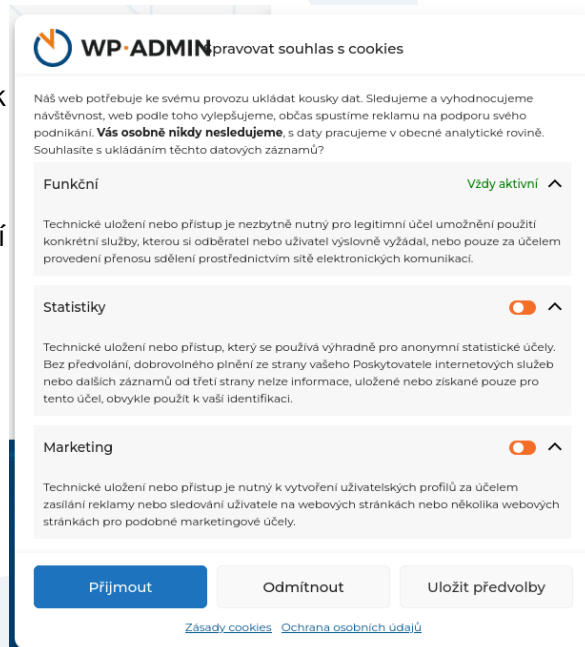 WP·ADMIN
Spravovat souhlas s cookies
k
Náš web potřebuje ke svému provozu ukládat kousky dat. Sledujeme a vyhodnocujeme
návštěvnost, web podle toho vylepšujeme, občas spustíme reklamu na podporu svého
podnikání. Vás osobně nikdy nesledujeme, s daty pracujeme v obecné analytické rovině.
Souhlasíte s ukládáním těchto datových záznamů?
Funkční
Vždy aktivní
í
Technické uložení nebo přístup je nezbytně nutný pro legitimní účel umožnění použití
konkrétní služby, kterou si odběratel nebo uživatel výslovně vyžádal, nebo pouze za účelem
provedení přenosu sdělení prostřednictvím sítě elektronických komunikací.
Statistiky
Technické uložení nebo přístup, který se používá výhradně pro anonymní statistické účely.
Bez předvolání, dobrovolného plnění ze strany vašeho Poskytovatele internetových služeb
nebo dalších záznamů od třetí strany nelze informace, uložené nebo získané pouze pro
tento účel, obvykle použít k vaší identifikaci.
Marketing
Technické uložení nebo přístup je nutný k vytvoření uživatelských profilů za účelem
zasílání reklamy nebo sledování uživatele na webových stránkách nebo několika webových
stránkách pro podobné marketingové účely.
Přijmout
Odmítnout
Uložit předvolby
Zásady cookies
Ochrana osobních údajů